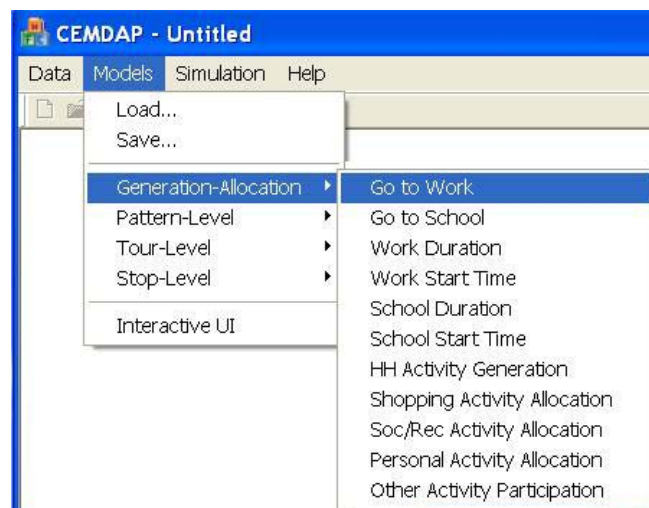 CEMDAP - Untitled
Data Models Simulation Help
Load...
Save...
Generation-Allocation
Pattern-Level
Tour-Level
Stop-Level
Interactive UI
Go to Work
Go to School
Work Duration
Work Start Time
School Duration
School Start Time
HH Activity Generation
Shopping Activity Allocation
Soc/Rec Activity Allocation
Personal Activity Allocation
Other Activity Participation